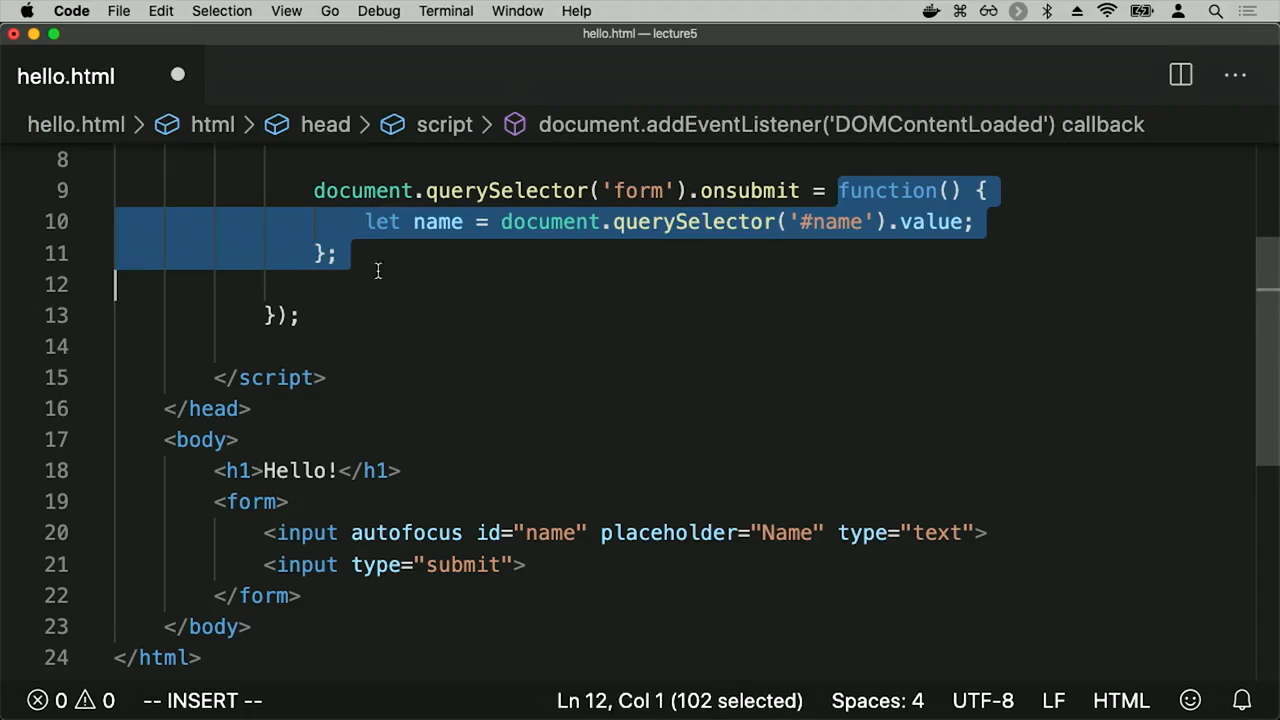 Code File Edit Selection View Go Debug Terminal Window Help
hello.html — lecture5
hello.html
hello.html > html > head > script > document.addEventListener('DOMContentLoaded') callback
8
9 document.querySelector('form').onsubmit = function() {
10 let name = document.querySelector('#name').value;
11 };
12
13 });
14
15 </script>
16 </head>
17 <body>
18 <h1>Hello!</h1>
19 <form>
20 <input autofocus id="name" placeholder="Name" type="text">
21 <input type="submit">
22 </form>
23 </body>
24 </html>
0 0 -- INSERT -- Ln 12, Col 1 (102 selected) Spaces: 4 UTF-8 LF HTML